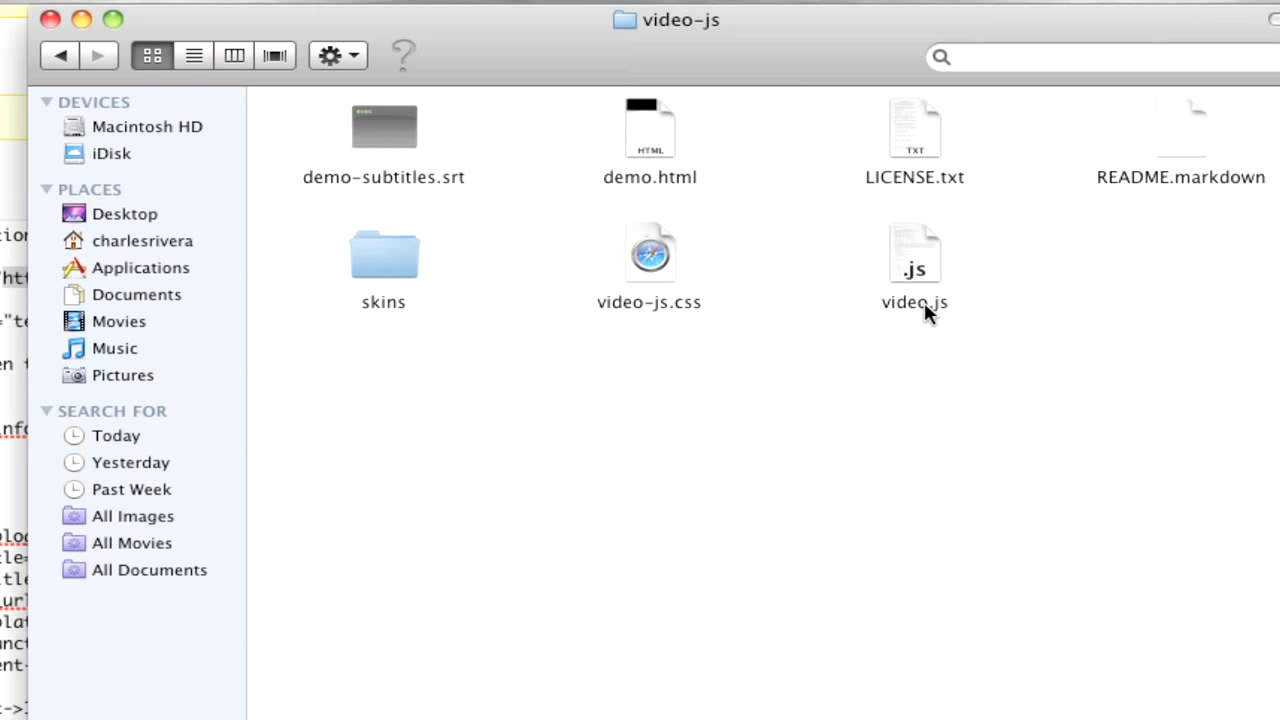 video-js
DEVICES
Macintosh HD
iDisk
PLACES
Desktop
charlesrivera
Applications
Documents
Movies
Music
Pictures
SEARCH FOR
Today
Yesterday
Past Week
All Images
All Movies
All Documents
demo-subtitles.srt
HTML
demo.html
TXT
LICENSE.txt
README.markdown
skins
video-js.css
.js
video.js